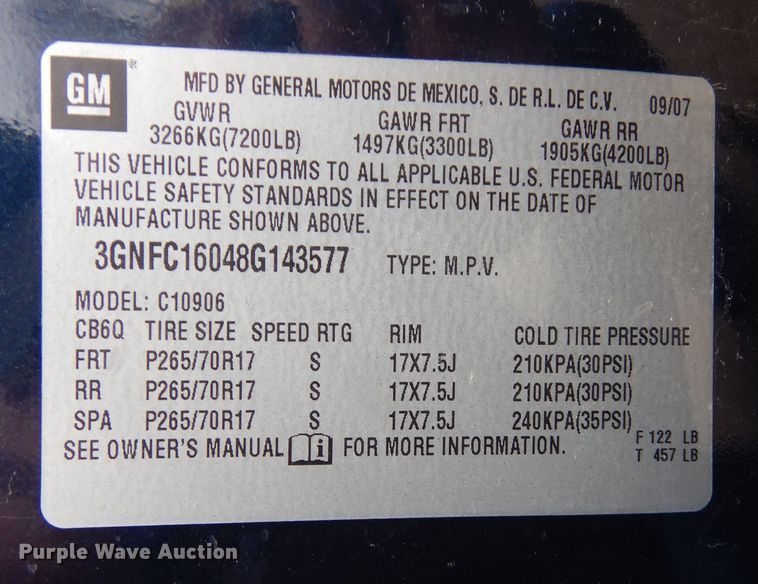 GM®
MFD BY GENERAL MOTORS DE MEXICO, S. DE R.L. DE C.V. 09/07
GVWR GAWR FRT GAWR RR
3266KG(7200LB) 1497KG(3300LB) 1905KG(4200LB)
THIS VEHICLE CONFORMS TO ALL APPLICABLE U.S. FEDERAL MOTOR
VEHICLE SAFETY STANDARDS IN EFFECT ON THE DATE OF
MANUFACTURE SHOWN ABOVE.
3GNFC16048G143577 TYPE: M.P.V.
MODEL: C10906
CB6Q TIRE SIZE SPEED RTG RIM COLD TIRE PRESSURE
FRT P265/70R17 S 17X7.5J 210KPA(30PSI)
RR P265/70R17 S 17X7.5J 210KPA(30PSI)
SPA P265/70R17 S 17X7.5J 240KPA(35PSI)
SEE OWNER'S MANUAL i FOR MORE INFORMATION.
F 122 LB
T 457 LB
Purple Wave Auction